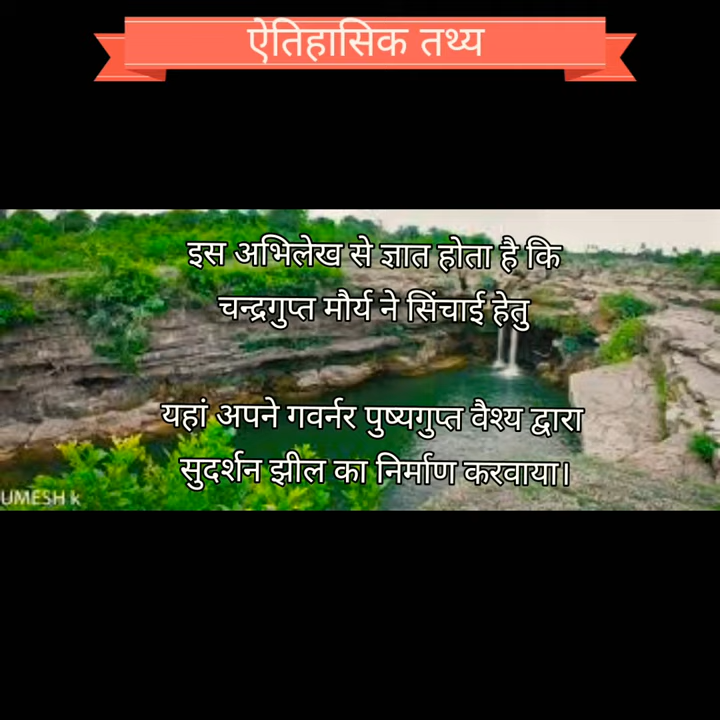 ऐतिहासिक तथ्य
इस अभिलेख से ज्ञात होता है कि
चन्द्रगुप्त मौर्य ने सिंचाई हेतु
यहां अपने गवर्नर पुष्यगुप्त वैश्य द्वारा
सुदर्शन झील का निर्माण करवाया।
UMESH k